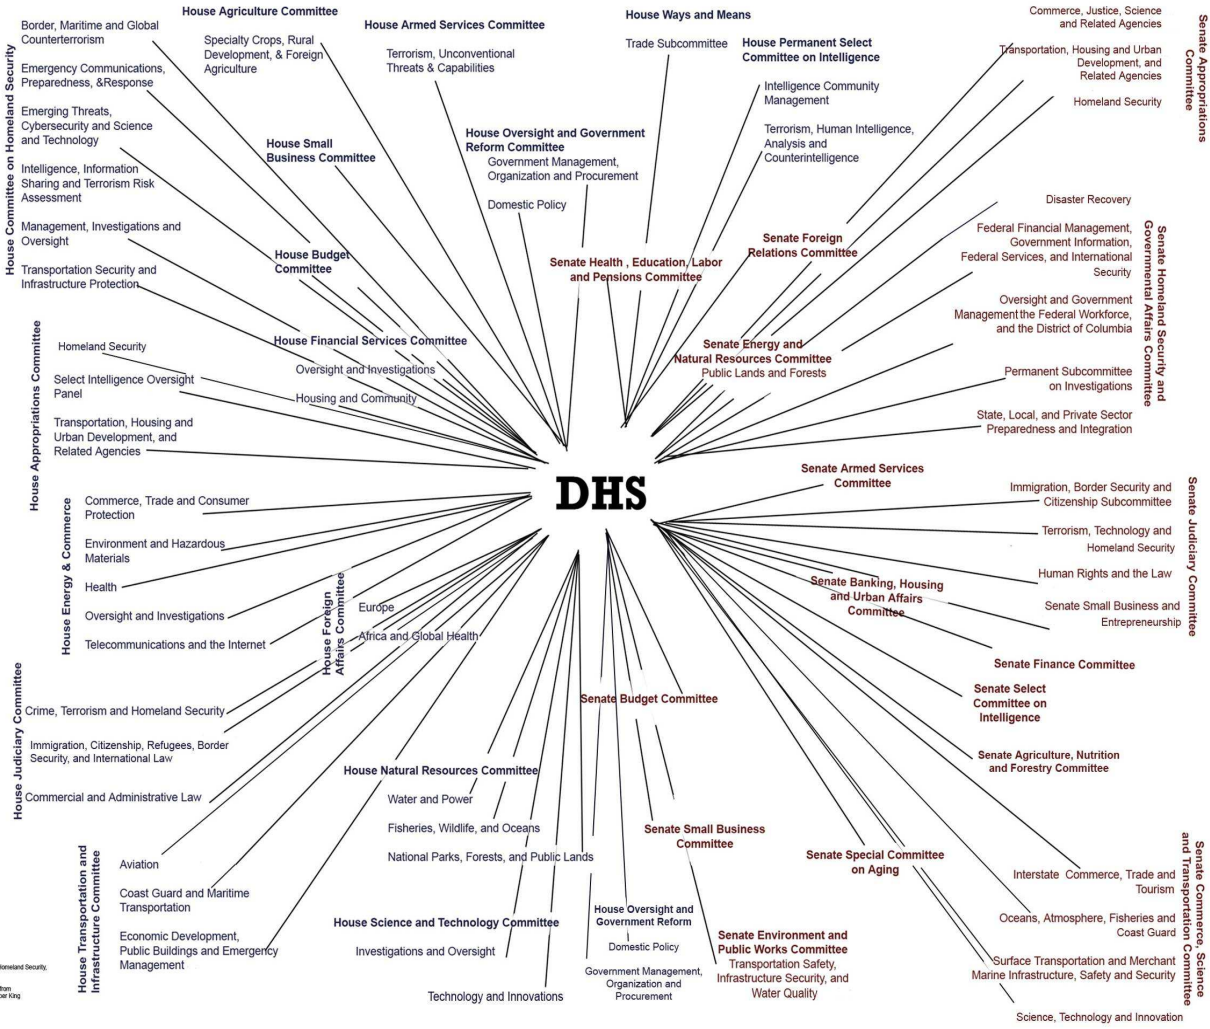 House Committee on Homeland Security
Border, Maritime and Global
Counterterrorism
Emergency Communications,
Preparedness, &Response
Emerging Threats,
Cybersecurity and Science
and Technology
Intelligence, Information
Sharing and Terrorism Risk
Assessment
Management, Investigations and
Oversight
Transportation Security and
Infrastructure Protection
House Agriculture Committee
Specialty Crops, Rural
Development, & Foreign
Agriculture
House Armed Services Committee
Terrorism, Unconventional
Threats & Capabilities
House Small
Business Committee
House Oversight and Government
Reform Committee
Government Management,
Organization and Procurement
Domestic Policy
House Ways and Means
Trade Subcommittee
House Permanent Select
Committee on Intelligence
Intelligence Community
Management
Terrorism, Human Intelligence,
Analysis and
Counterintelligence
House Budget
Committee
House Financial Services Committee
Oversight and Investigations
Housing and Community
Senate Health , Education, Labor
and Pensions Committee
Senate Foreign
Relations Committee
Senate Energy and
Natural Resources Committee
Public Lands and Forests
Senate Appropriations
Committee
Commerce, Justice, Science
and Related Agencies
Transportation, Housing and Urban
Development, and
Related Agencies
Homeland Security
Senate Homeland Security and
Governmental Affairs Committee
Disaster Recovery
Federal Financial Management,
Government Information,
Federal Services, and International
Security
Oversight and Government
Management the Federal Workforce,
and the District of Columbia
Permanent Subcommittee
on Investigations
State, Local, and Private Sector
Preparedness and Integration
House Appropriations Committee
Homeland Security
Select Intelligence Oversight
Panel
Transportation, Housing and
Urban Development, and
Related Agencies
DHS
Senate Armed Services
Committee
Senate Judiciary Committee
Immigration, Border Security and
Citizenship Subcommittee
Terrorism, Technology and
Homeland Security
Human Rights and the Law
Senate Small Business and
Entrepreneurship
Senate Banking, Housing
and Urban Affairs
Committee
Senate Finance Committee
Senate Select
Committee on
Intelligence
Senate Agriculture, Nutrition
and Forestry Committee
House Energy & Commerce
Commerce, Trade and Consumer
Protection
Environment and Hazardous
Materials
Health
Oversight and Investigations
Telecommunications and the Internet
House Foreign
Affairs Committee
Europe
Africa and Global Health
House Judiciary Committee
Crime, Terrorism and Homeland Security
Immigration, Citizenship, Refugees, Border
Security, and International Law
Commercial and Administrative Law
Senate Budget Committee
House Natural Resources Committee
Water and Power
Fisheries, Wildlife, and Oceans
National Parks, Forests, and Public Lands
Senate Small Business
Committee
Senate Special Committee
on Aging
House Transportation and
Infrastructure Committee
Aviation
Coast Guard and Maritime
Transportation
Economic Development,
Public Buildings and Emergency
Management
House Science and Technology Committee
Investigations and Oversight
Technology and Innovations
House Oversight and
Government Reform
Domestic Policy
Government Management,
Organization and
Procurement
Senate Environment and
Public Works Committee
Transportation Safety,
Infrastructure Security, and
Water Quality
Senate Commerce, Science
and Transportation Committee
Interstate Commerce, Trade and
Tourism
Oceans, Atmosphere, Fisheries and
Coast Guard
Surface Transportation and Merchant
Marine Infrastructure, Safety and Security
Science, Technology and Innovation
Homeland Security,
from
King